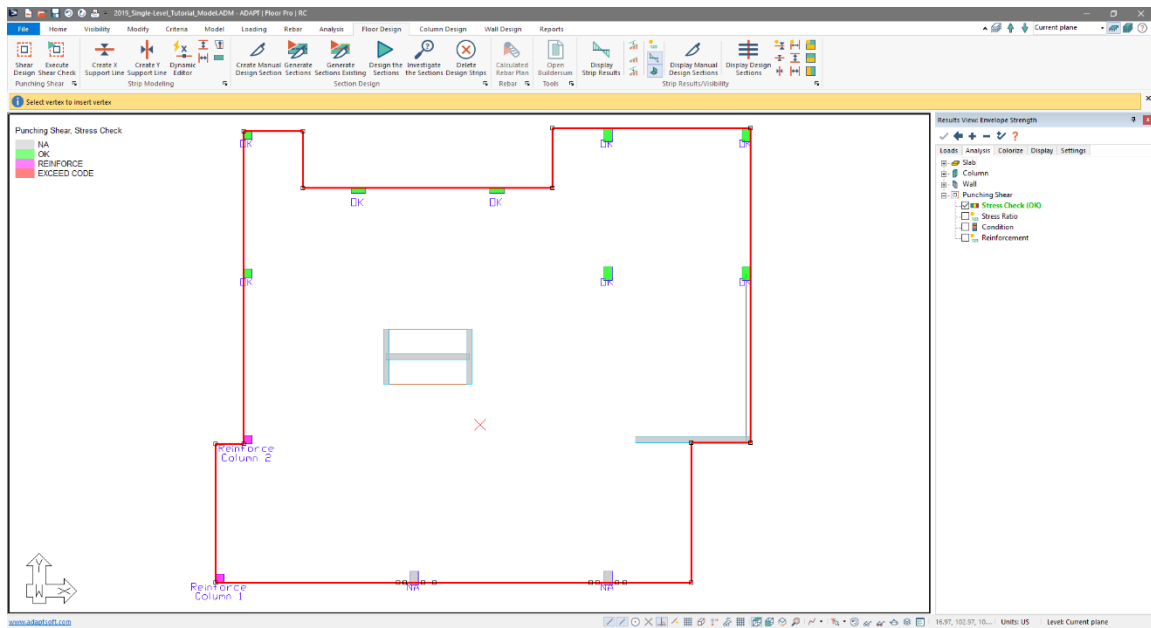 2019_Single-Level_Tutorial_Model.ADM - ADAPT | Floor Pro | RC
File Home Visibility Modify Criteria Model Loading Rebar Analysis Floor Design Column Design Wall Design Reports
Current plane
Shear Design
Execute Shear Check
Create X Support Line
Create Y Support Line
Dynamic Editor
Create Manual Design Section
Generate Sections
Generate Sections Existing
Design the Sections
Investigate the Sections
Delete Design Strips
Calculated Rebar Plan
Open Buildersum
Display Strip Results
Display Manual Design Sections
Display Design Sections
Punching Shear
Strip Modeling
Section Design
Rebar
Tools
Strip Results/Visibility
Select vertex to insert vertex
Punching Shear, Stress Check
NA
OK
REINFORCE
EXCEED CODE
OK
OK
OK
OK
OK
OK
OK
OK
Reinforce
Column 2
Reinforce
Column 1
NA
NA
Y
W X
Results View: Envelope Strength
Loads Analysis Colorize Display Settings
Slab
Column
Wall
Punching Shear
Stress Check (OK)
Stress Ratio
Condition
Reinforcement
www.adaptsoft.com
16.97, 102.97, 10... Units: US Level: Current plane